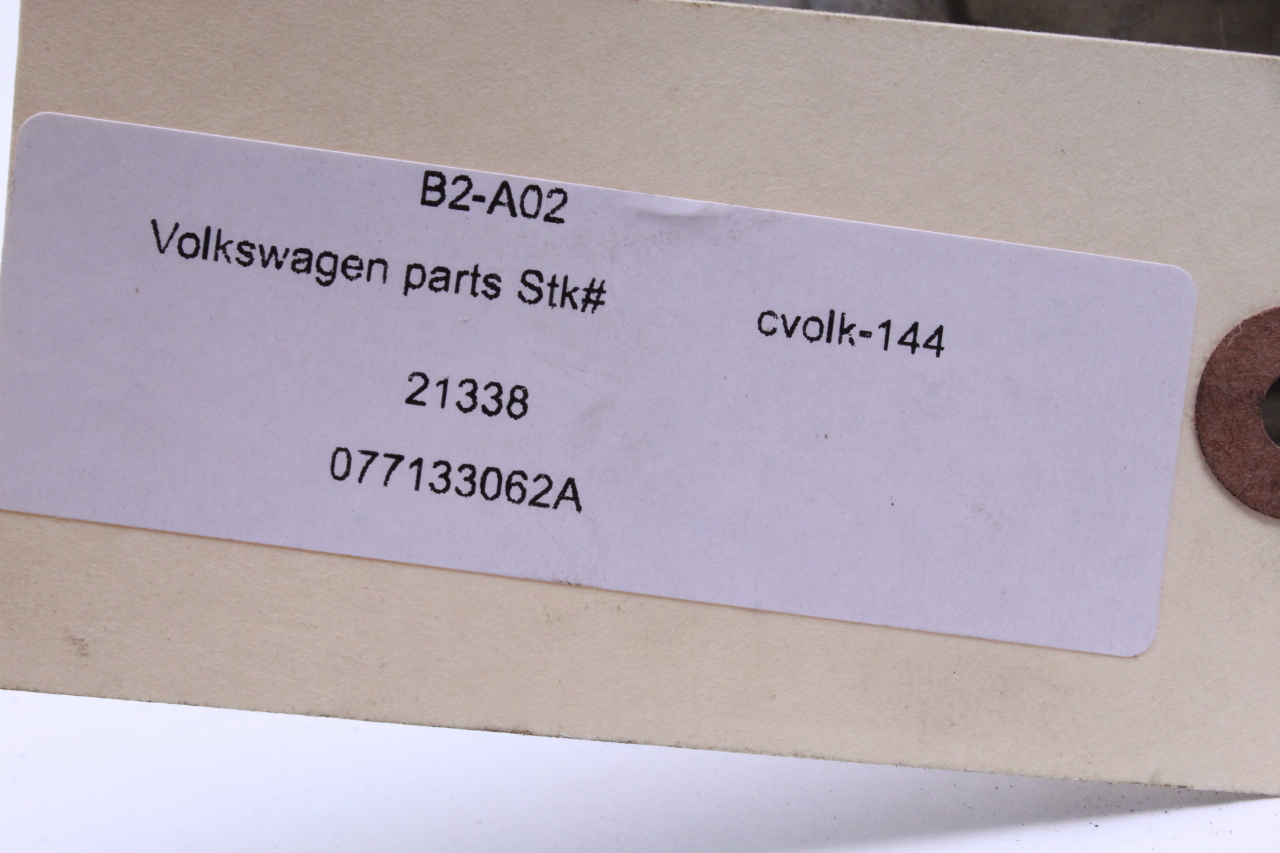 B2-A02
Volkswagen parts Stk# cvolk-144
21338
077133062A